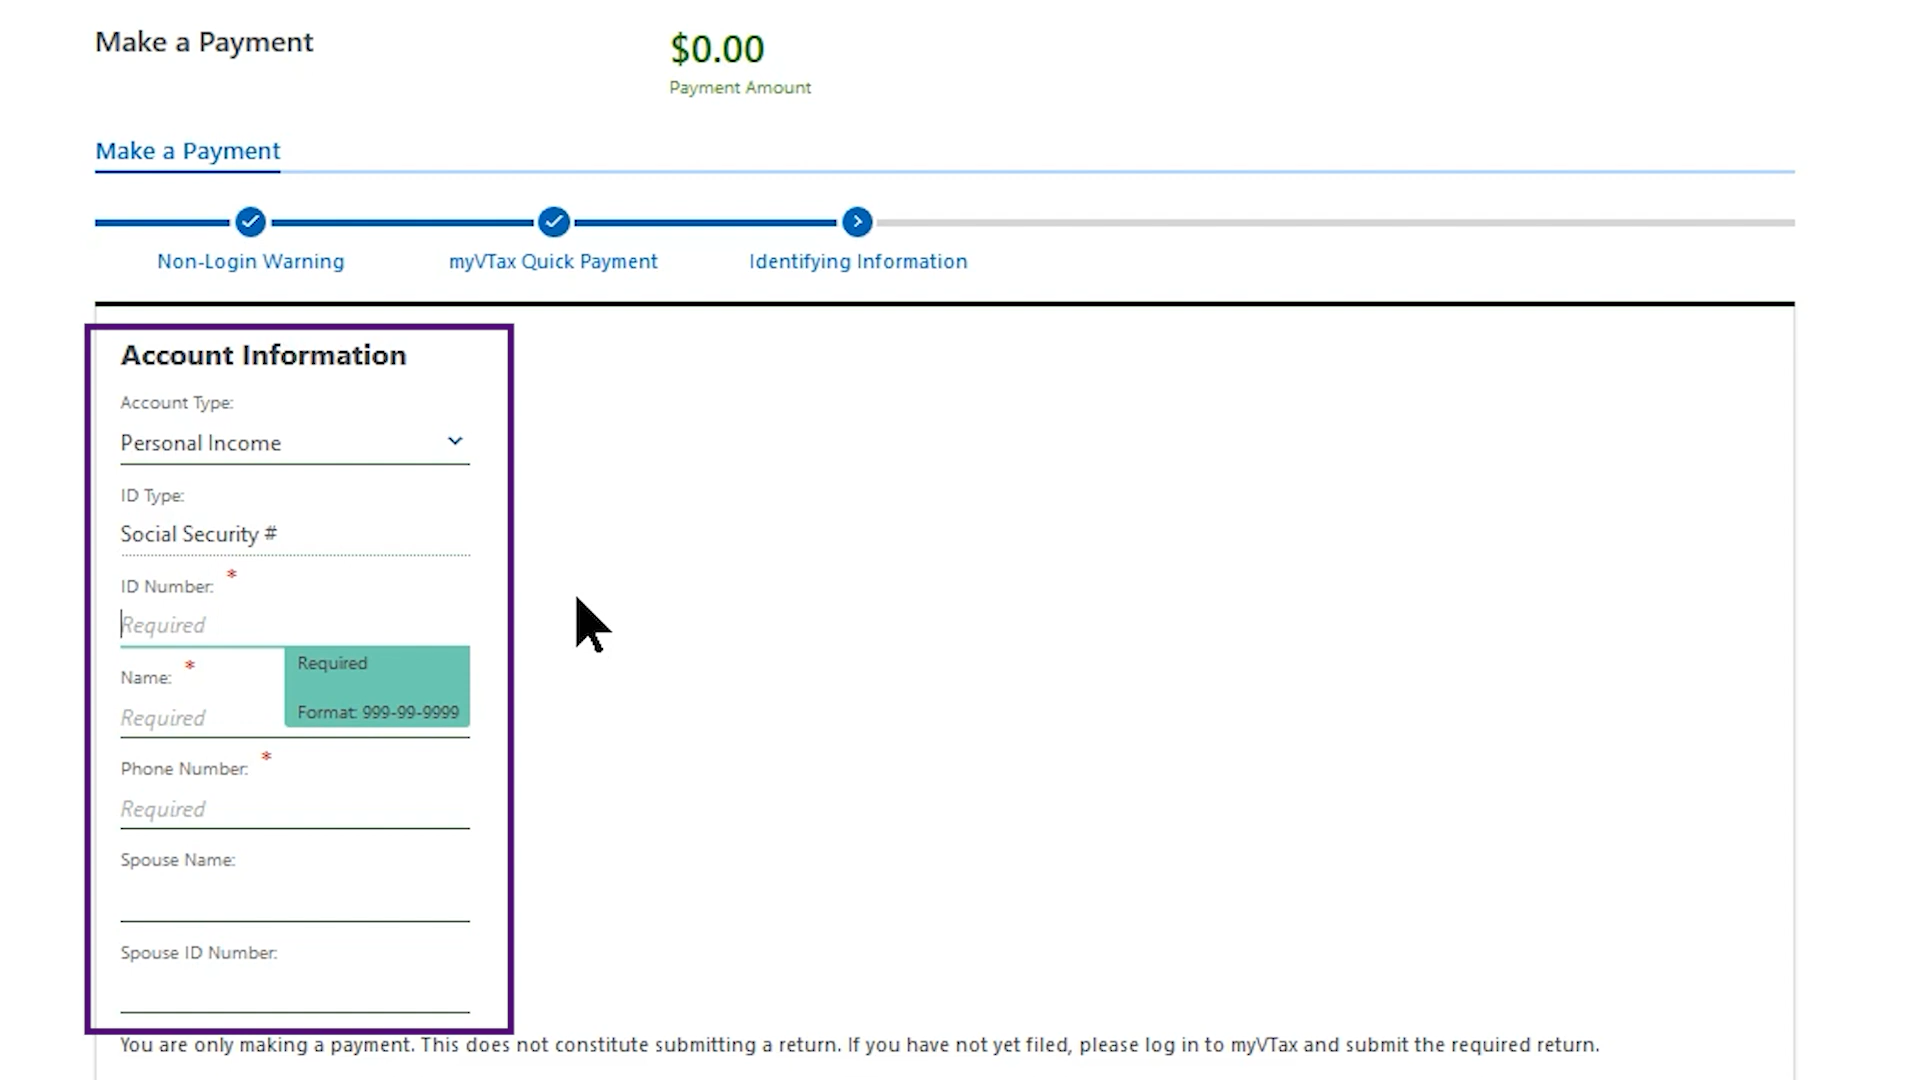 Make a Payment
$0.00
Payment Amount
Make a Payment
Non-Login Warning
myVTax Quick Payment
Identifying Information
Account Information
Account Type:
Personal Income
ID Type:
Social Security #
ID Number: *
Required
Required
Format: 999-99-9999
Name: *
Required
Phone Number: *
Required
Spouse Name:
Spouse ID Number:
You are only making a payment. This does not constitute submitting a return. If you have not yet filed, please log in to myVTax and submit the required return.